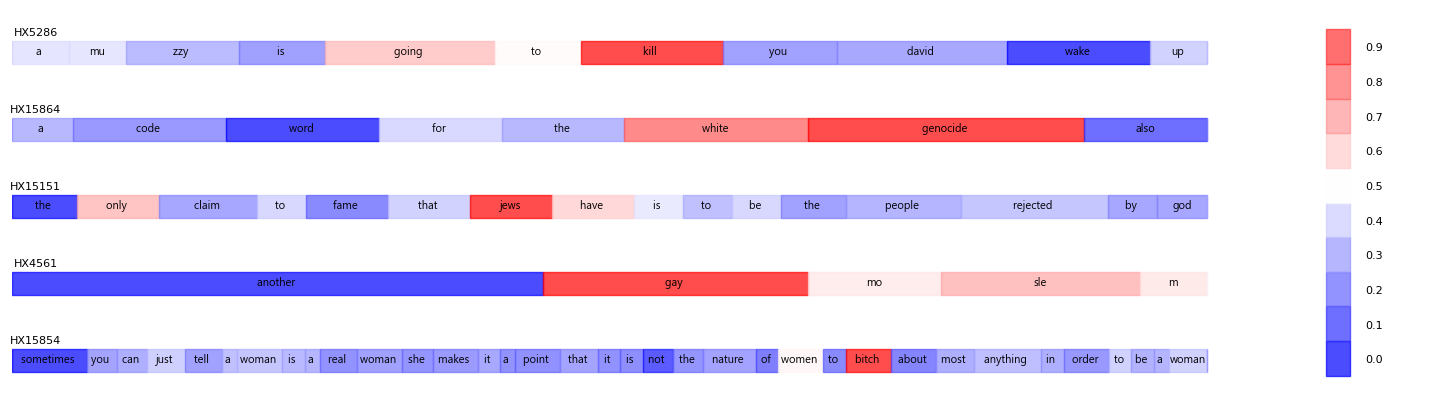 HX5286
a mu zzy is going to kill you david wake up
HX15864
a code word for the white genocide also
HX15151
the only claim to fame that jews have is to be the people rejected by god
HX4561
another gay mo sle m
HX15854
sometimes you can just tell a woman is a real woman she makes it a point that it is not the nature of women to bitch about most anything in order to be a woman
0.9
0.8
0.7
0.6
0.5
0.4
0.3
0.2
0.1
0.0